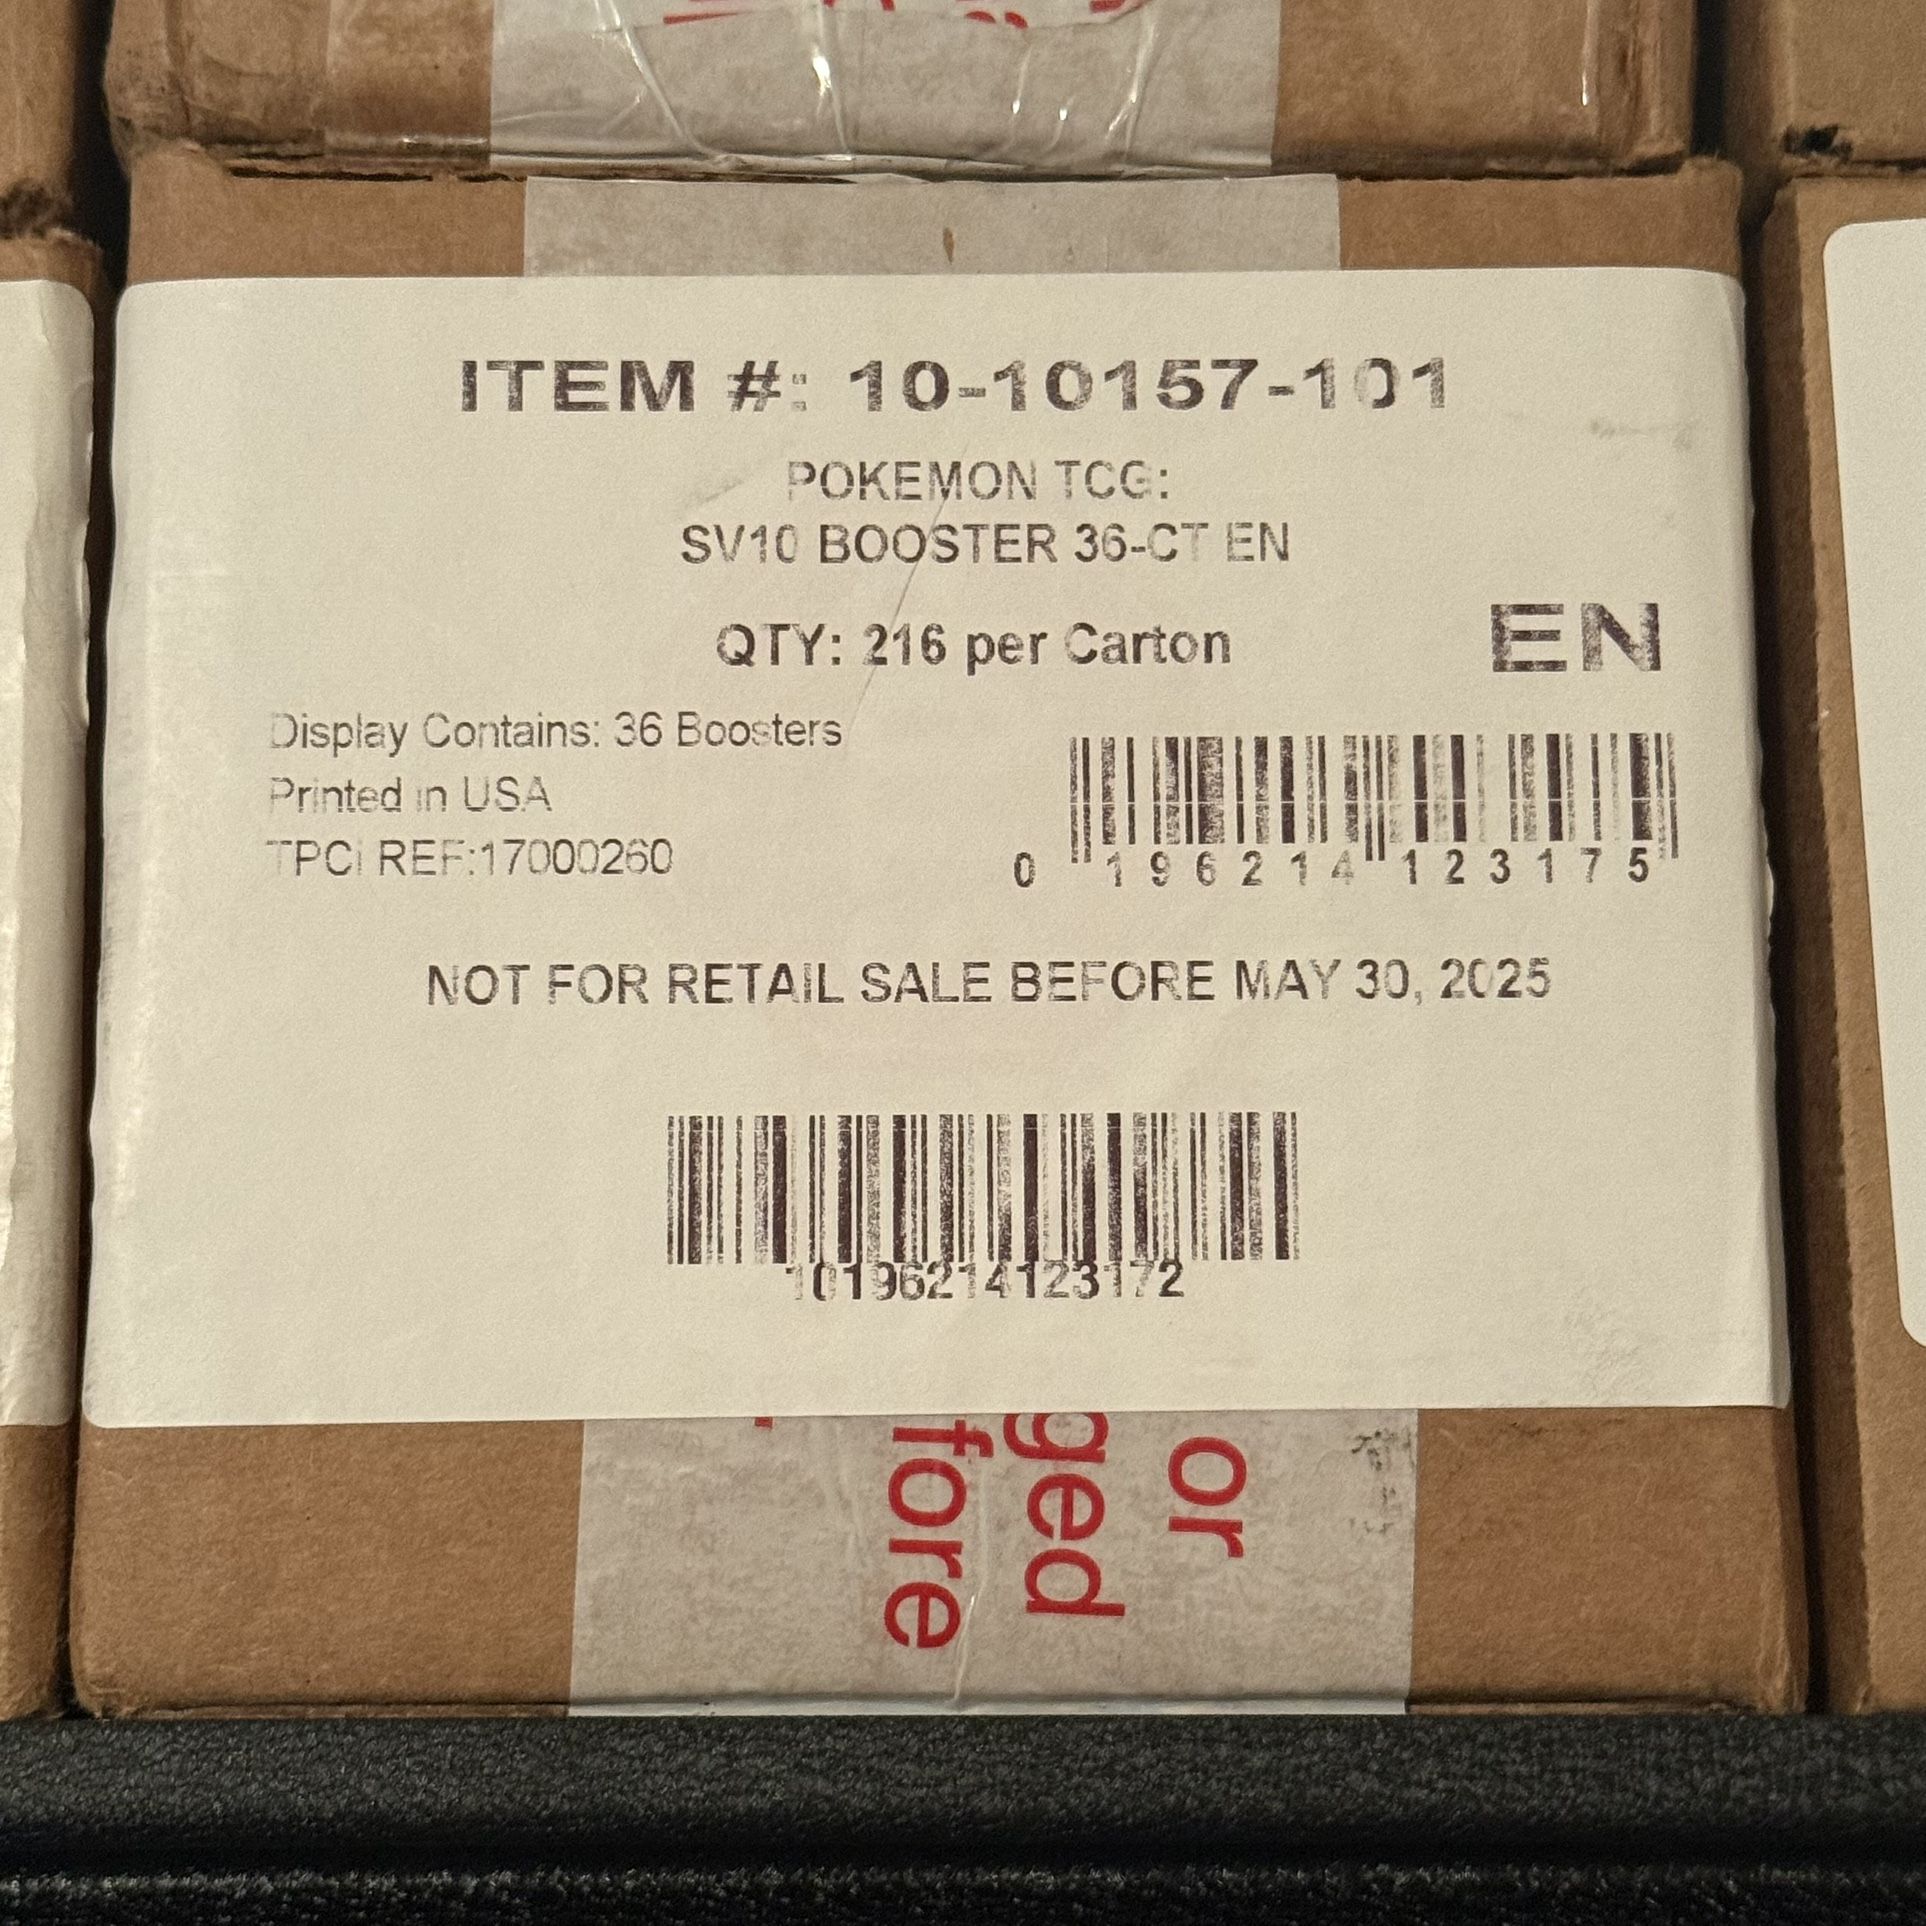 ITEM #: 10-10157-101
POKEMON TCG:
SV10 BOOSTER 36-CT EN
QTY: 216 per Carton
EN
Display Contains: 36 Boosters
Printed in USA
TPCi REF:17000260
0 196214 123175
NOT FOR RETAIL SALE BEFORE MAY 30, 2025
10196214123172
or
ged
fore